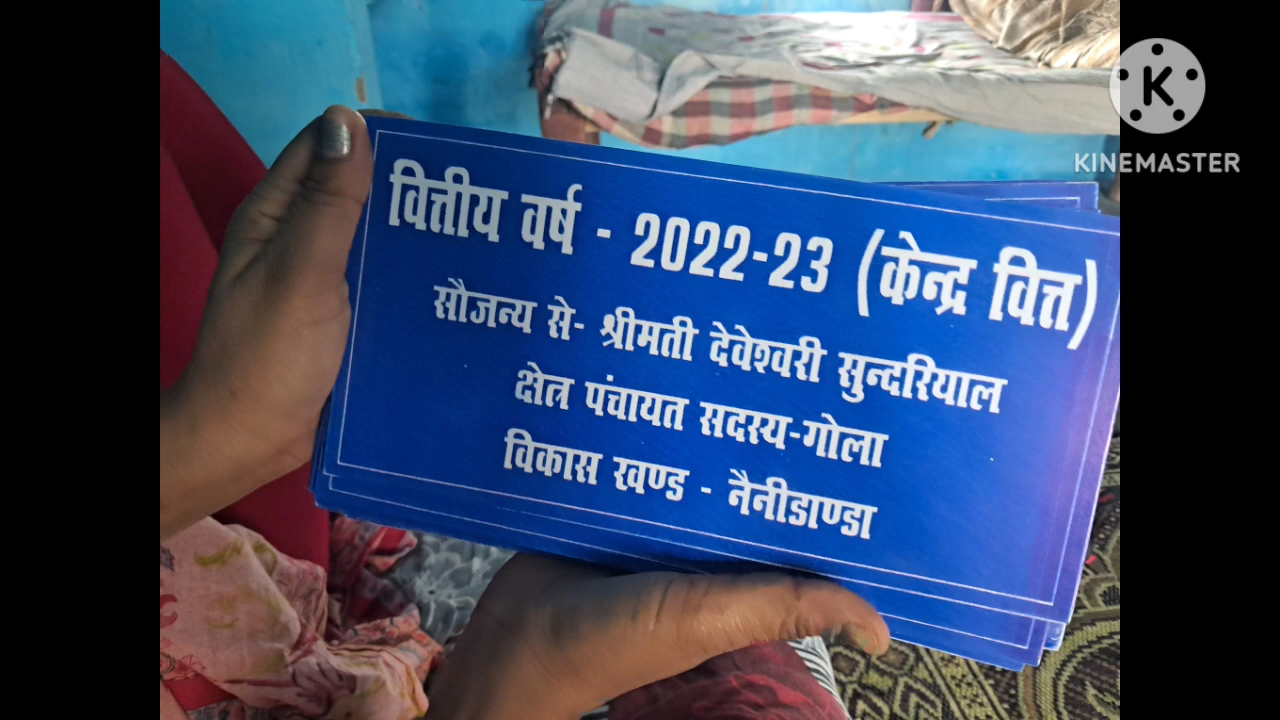 वित्तीय वर्ष - 2022-23 (केन्द्र वित्त)
सौजन्य से- श्रीमती देवेश्वरी सुन्दरियाल
क्षेत्र पंचायत सदस्य-गोला
विकास खण्ड - नैनीडाण्डा
K
KINEMASTER